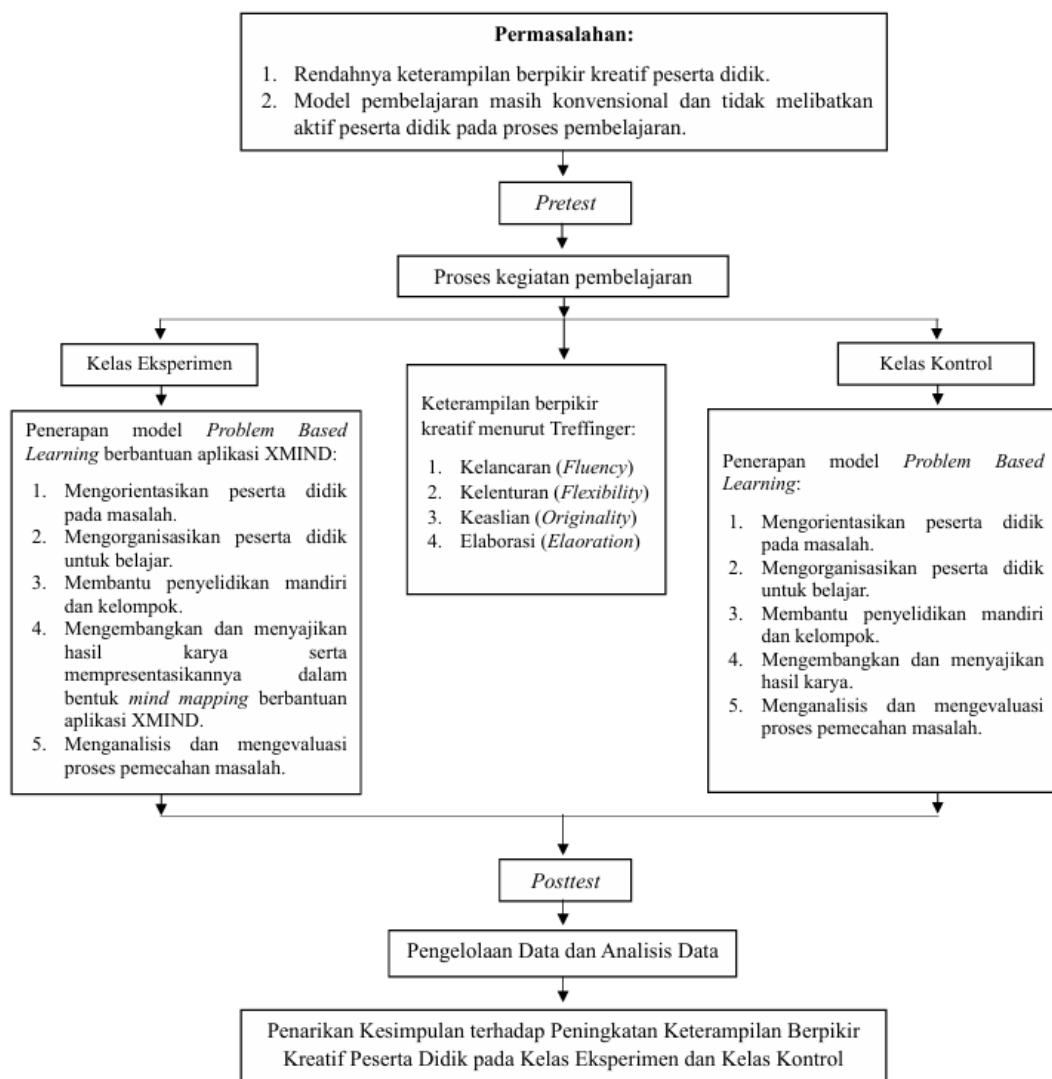 Permasalahan:
1. Rendahnya keterampilan berpikir kreatif peserta didik.
2. Model pembelajaran masih konvensional dan tidak melibatkan
aktif peserta didik pada proses pembelajaran.
Pretest
Proses kegiatan pembelajaran
Kelas Eksperimen
Penerapan model Problem Based
Learning berbantuan aplikasi XMIND:
1. Mengorientasikan peserta didik
pada masalah.
2. Mengorganisasikan peserta didik
untuk belajar.
3. Membantu penyelidikan mandiri
dan kelompok.
4. Mengembangkan dan menyajikan
hasil karya serta
mempresentasikannya dalam
bentuk mind mapping berbantuan
aplikasi XMIND.
5. Menganalisis dan mengevaluasi
proses pemecahan masalah.
Keterampilan berpikir
kreatif menurut Treffinger:
1. Kelancaran (Fluency)
2. Kelenturan (Flexibility)
3. Keaslian (Originality)
4. Elaborasi (Elaoration)
Kelas Kontrol
Penerapan model Problem Based
Learning:
1. Mengorientasikan peserta didik
pada masalah.
2. Mengorganisasikan peserta didik
untuk belajar.
3. Membantu penyelidikan mandiri
dan kelompok.
4. Mengembangkan dan menyajikan
hasil karya.
5. Menganalisis dan mengevaluasi
proses pemecahan masalah.
Posttest
Pengelolaan Data dan Analisis Data
Penarikan Kesimpulan terhadap Peningkatan Keterampilan Berpikir
Kreatif Peserta Didik pada Kelas Eksperimen dan Kelas Kontrol